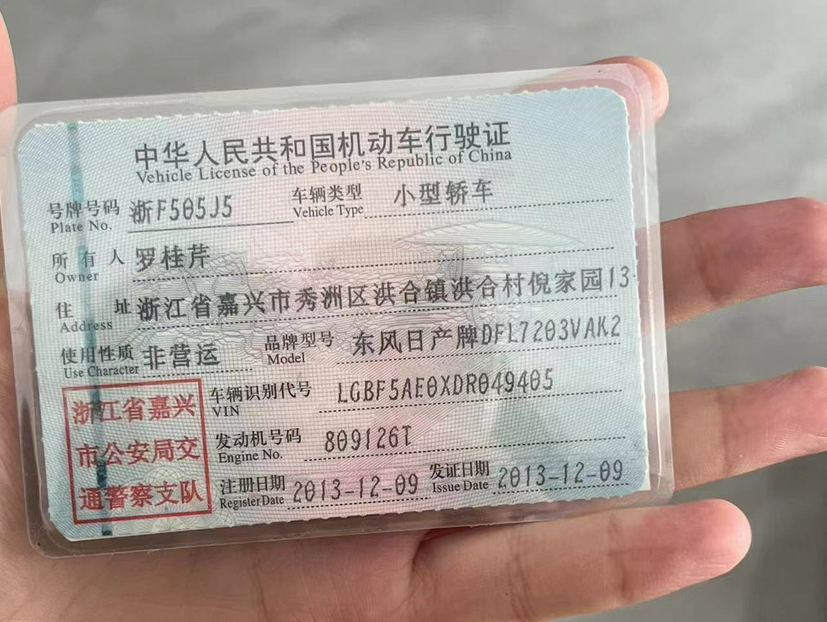 中华人民共和国机动车行驶证
Vehicle License of the People's Republic of China
号牌号码 浙F505J5 车辆类型 小型轿车
Plate No. Vehicle Type
所有人 罗桂芹
Owner
住址 浙江省嘉兴市秀洲区洪合镇洪合村倪家园13
Address
使用性质 非营运 品牌型号 东风日产牌DFL7203VAK2
Use Character Model
浙江省嘉兴
市公安局交
通警察支队
车辆识别代号 LGBF5AE0XDR049405
VIN
发动机号码 809126T
Engine No.
注册日期 2013-12-09 发证日期 2013-12-09
Register Date Issue Date